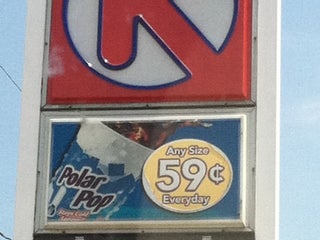 K
Any Size
59¢
Everyday
Polar
Pop